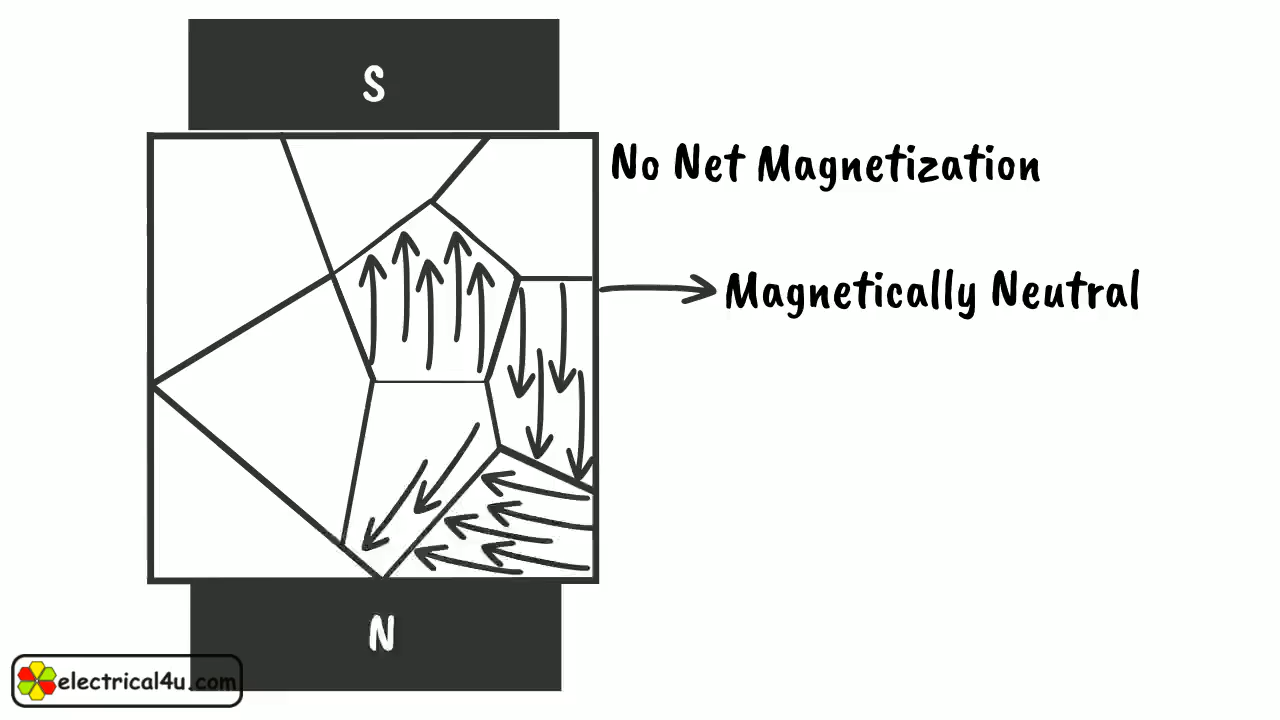 S
No Net Magnetization
Magnetically Neutral
N
electrical4u.com